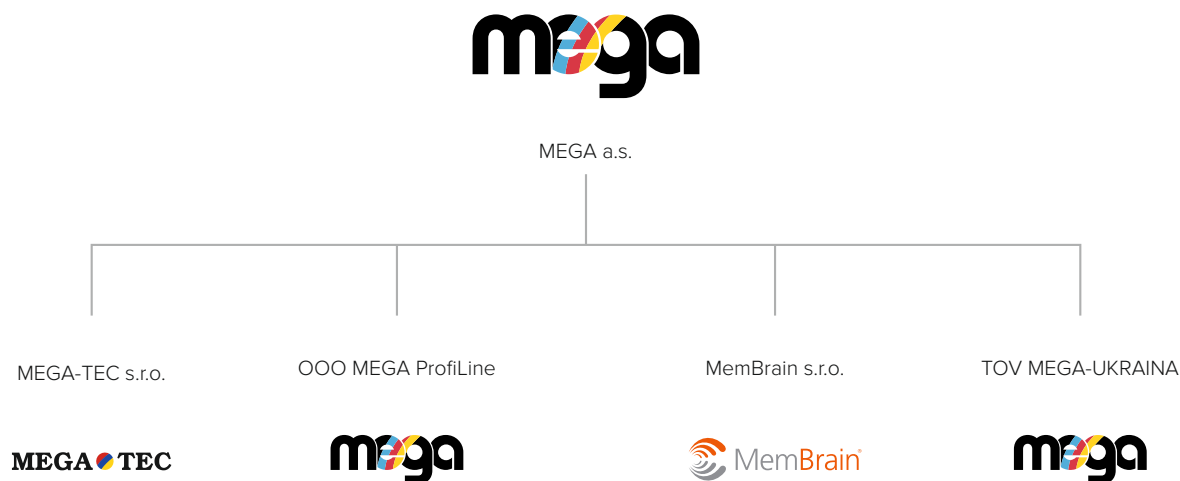 mega
MEGA a.s.
MEGA-TEC s.r.o.
OOO MEGA ProfiLine
MemBrain s.r.o.
TOV MEGA-UKRAINA
MEGA TEC
mega
MemBrain®
mega